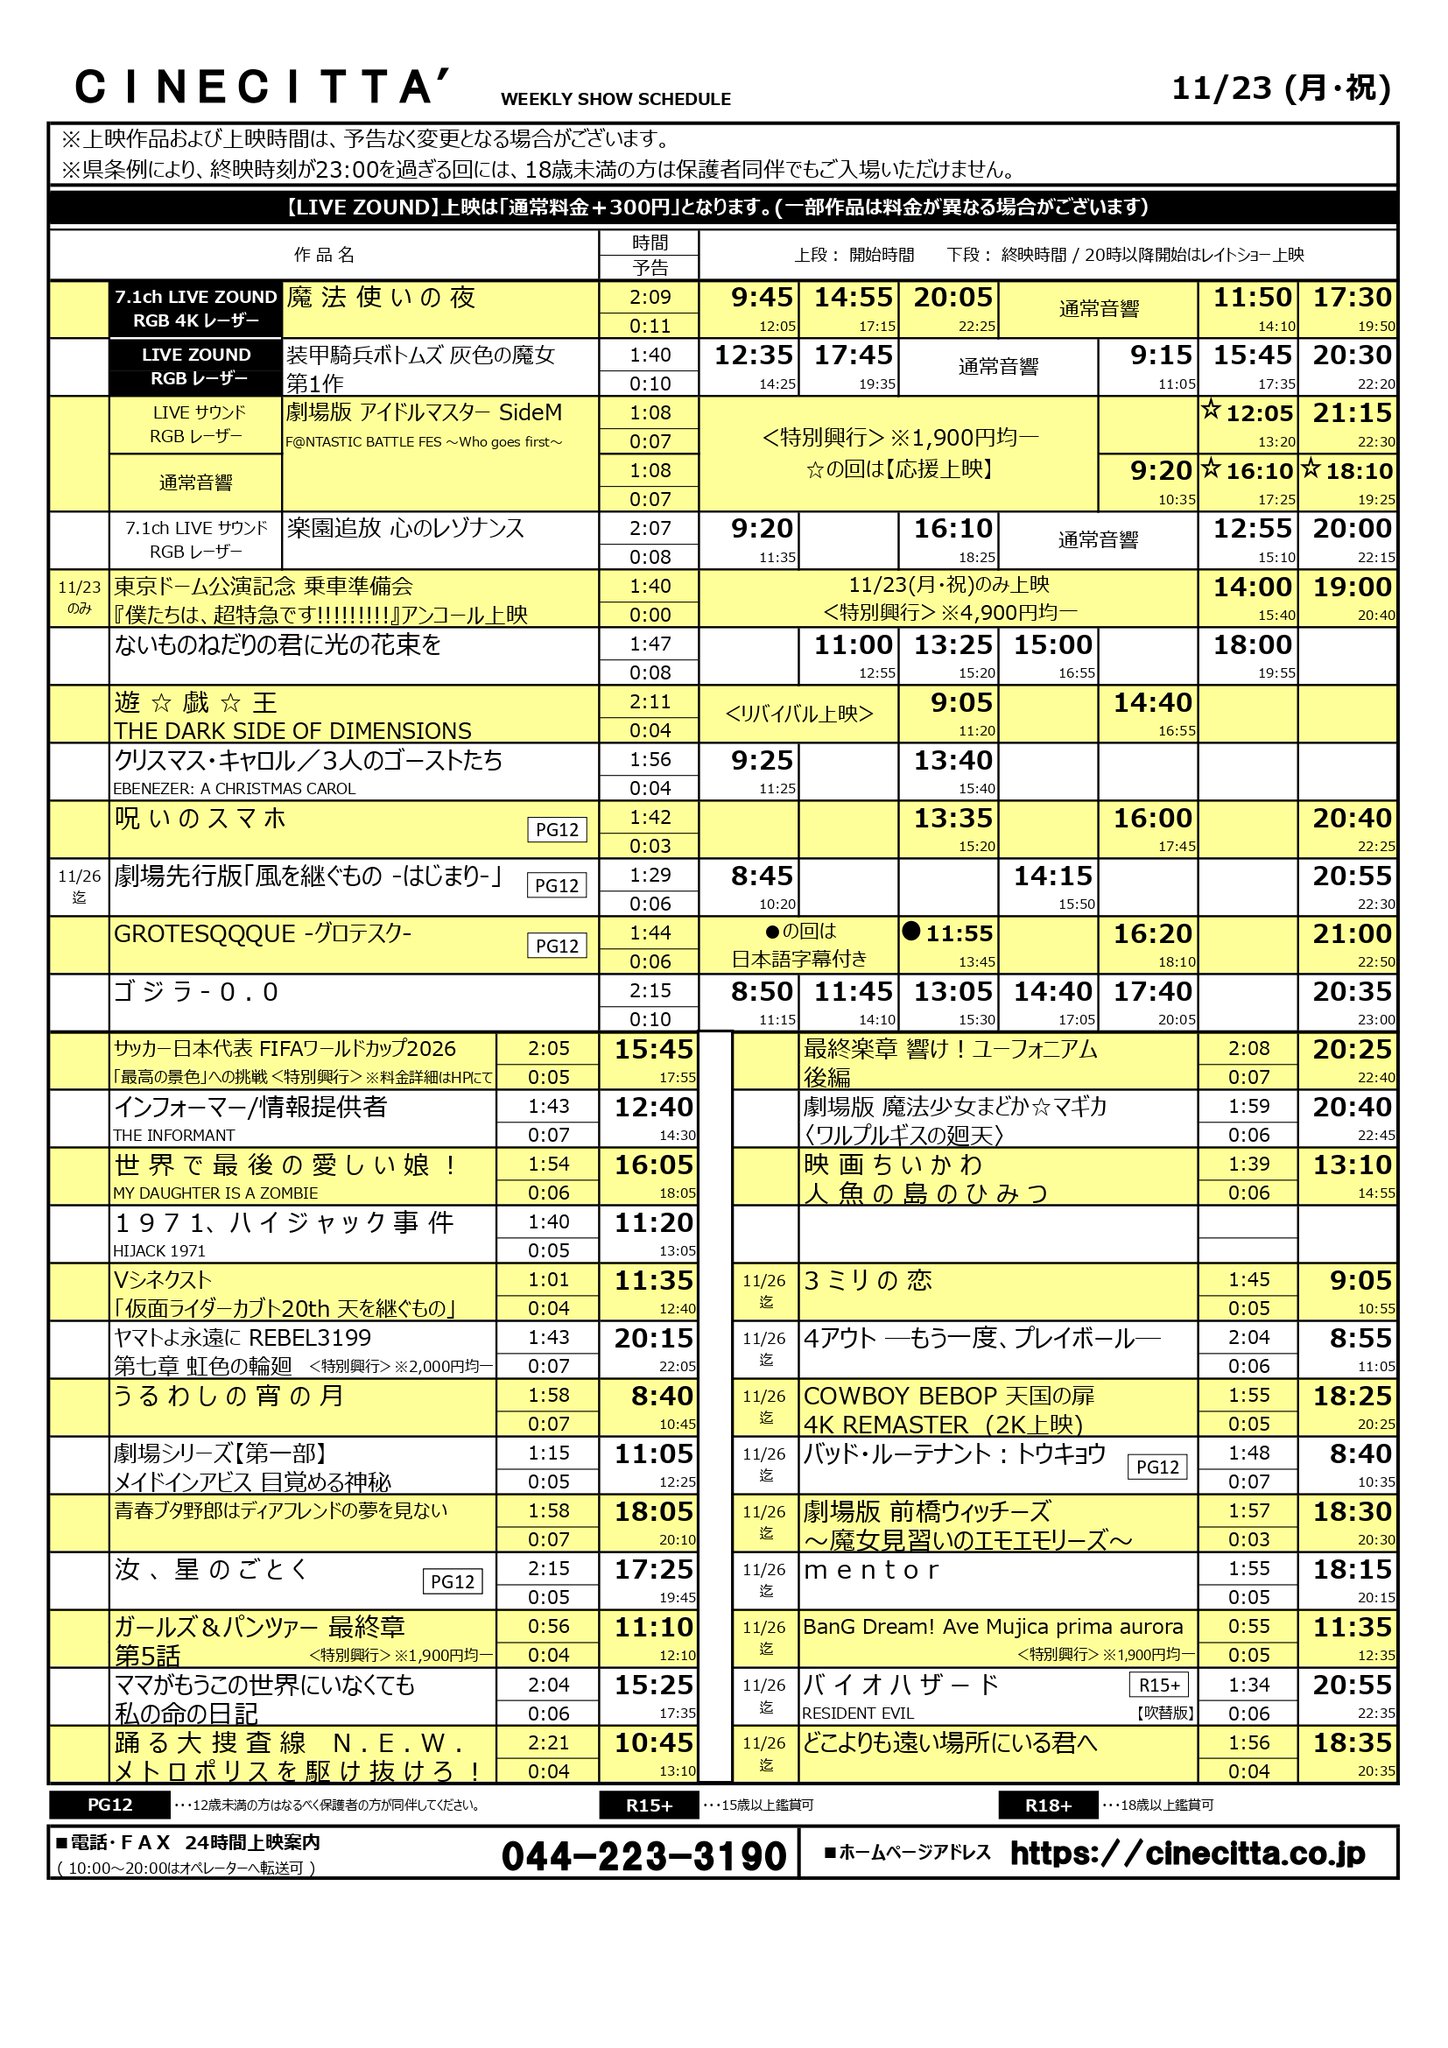 CINECITTA′ WEEKLY SHOW SCHEDULE 11/23 (月・祝)
※上映作品および上映時間は、予告なく変更となる場合がございます。
※県条例により、終映時刻が23:00を過ぎる回には、18歳未満の方は保護者同伴でもご入場いただけません。
【LIVE ZOUND】上映は「通常料金＋300円」となります。(一部作品は料金が異なる場合がございます)
作品名 時間 上段： 開始時間 下段： 終映時間 / 20時以降開始はレイトショー上映
予告
7.1ch LIVE ZOUND 魔法使いの夜 2:09 9:45 14:55 20:05 通常音響 11:50 17:30
RGB 4K レーザー 0:11 12:05 17:15 22:25 14:10 19:50
LIVE ZOUND 装甲騎兵ボトムズ 灰色の魔女 1:40 12:35 17:45 通常音響 9:15 15:45 20:30
RGB レーザー 第1作 0:10 14:25 19:35 11:05 17:35 22:20
LIVE サウンド 劇場版 アイドルマスター SideM 1:08 ＜特別興行＞ ※1,900円均一 ☆12:05 21:15
RGB レーザー F@NTASTIC BATTLE FES ～Who goes first～ 0:07 13:20 22:30
通常音響 1:08 ☆の回は【応援上映】 9:20 ☆16:10 ☆18:10
0:07 10:35 17:25 19:25
7.1ch LIVE サウンド 楽園追放 心のレゾナンス 2:07 9:20 16:10 通常音響 12:55 20:00
RGB レーザー 0:08 11:35 18:25 15:10 22:15
11/23 東京ドーム公演記念 乗車準備会 1:40 11/23(月・祝)のみ上映 14:00 19:00
のみ 『僕たちは、超特急です!!!!!!!!!』アンコール上映 0:00 ＜特別興行＞ ※4,900円均一 15:40 20:40
ないものねだりの君に光の花束を 1:47 11:00 13:25 15:00 18:00
0:08 12:55 15:20 16:55 19:55
遊☆戯☆王 2:11 ＜リバイバル上映＞ 9:05 14:40
THE DARK SIDE OF DIMENSIONS 0:04 11:20 16:55
クリスマス・キャロル／3人のゴーストたち 1:56 9:25 13:40
EBENEZER: A CHRISTMAS CAROL 0:04 11:25 15:40
呪いのスマホ PG12 1:42 13:35 16:00 20:40
0:03 15:20 17:45 22:25
11/26 劇場先行版「風を継ぐもの -はじまり-」 PG12 1:29 8:45 14:15 20:55
迄 0:06 10:20 15:50 22:30
GROTESQQQUE -グロテスク- PG12 1:44 ●の回は ●11:55 16:20 21:00
0:06 日本語字幕付き 13:45 18:10 22:50
ゴジラ-0.0 2:15 8:50 11:45 13:05 14:40 17:40 20:35
0:10 11:15 14:10 15:30 17:05 20:05 23:00
サッカー日本代表 FIFAワールドカップ2026 2:05 15:45
「最高の景色」への挑戦 ＜特別興行＞ ※料金詳細はHPにて 0:05 17:55
インフォーマー/情報提供者 1:43 12:40
THE INFORMANT 0:07 14:30
世界で最後の愛しい娘！ 1:54 16:05
MY DAUGHTER IS A ZOMBIE 0:06 18:05
1971、ハイジャック事件 1:40 11:20
HIJACK 1971 0:05 13:05
Vシネクスト 1:01 11:35
「仮面ライダーカブト20th 天を継ぐもの」 0:04 12:40
ヤマトよ永遠に REBEL3199 1:43 20:15
第七章 虹色の輪廻 ＜特別興行＞ ※2,000円均一 0:07 22:05
うるわしの宵の月 1:58 8:40
0:07 10:45
劇場シリーズ【第一部】 1:15 11:05
メイドインアビス 目覚める神秘 0:05 12:25
青春ブタ野郎はディアフレンドの夢を見ない 1:58 18:05
0:07 20:10
汝、星のごとく PG12 2:15 17:25
0:05 19:45
ガールズ＆パンツァー 最終章 0:56 11:10
第5話 ＜特別興行＞ ※1,900円均一 0:04 12:10
ママがもうこの世界にいなくても 2:04 15:25
私の命の日記 0:06 17:35
踊る大捜査線 N.E.W. 2:21 10:45
メトロポリスを駆け抜けろ！ 0:04 13:10
最終楽章 響け！ユーフォニアム 2:08 20:25
後編 0:07 22:40
劇場版 魔法少女まどか☆マギカ 1:59 20:40
〈ワルプルギスの廻天〉 0:06 22:45
映画ちいかわ 1:39 13:10
人魚の島のひみつ 0:06 14:55
11/26 3ミリの恋 1:45 9:05
迄 0:05 10:55
11/26 4アウト ―もう一度、プレイボール― 2:04 8:55
迄 0:06 11:05
11/26 COWBOY BEBOP 天国の扉 1:55 18:25
迄 4K REMASTER (2K上映) 0:05 20:25
11/26 バッド・ルーテナント：トウキョウ PG12 1:48 8:40
迄 0:07 10:35
11/26 劇場版 前橋ウィッチーズ 1:57 18:30
迄 ～魔女見習いのエモエモリーズ～ 0:03 20:30
11/26 mentor 1:55 18:15
迄 0:05 20:15
11/26 BanG Dream! Ave Mujica prima aurora 0:55 11:35
迄 ＜特別興行＞ ※1,900円均一 0:05 12:35
11/26 バイオハザード R15+ 1:34 20:55
迄 RESIDENT EVIL 【吹替版】 0:06 22:35
11/26 どこよりも遠い場所にいる君へ 1:56 18:35
迄 0:04 20:35
PG12 ･･･12歳未満の方はなるべく保護者の方が同伴してください。 R15+ ･･･15歳以上鑑賞可 R18+ ･･･18歳以上鑑賞可
■電話・FAX 24時間上映案内 044-223-3190 ■ホームページアドレス https://cinecitta.co.jp
( 10:00～20:00はオペレーターへ転送可 )